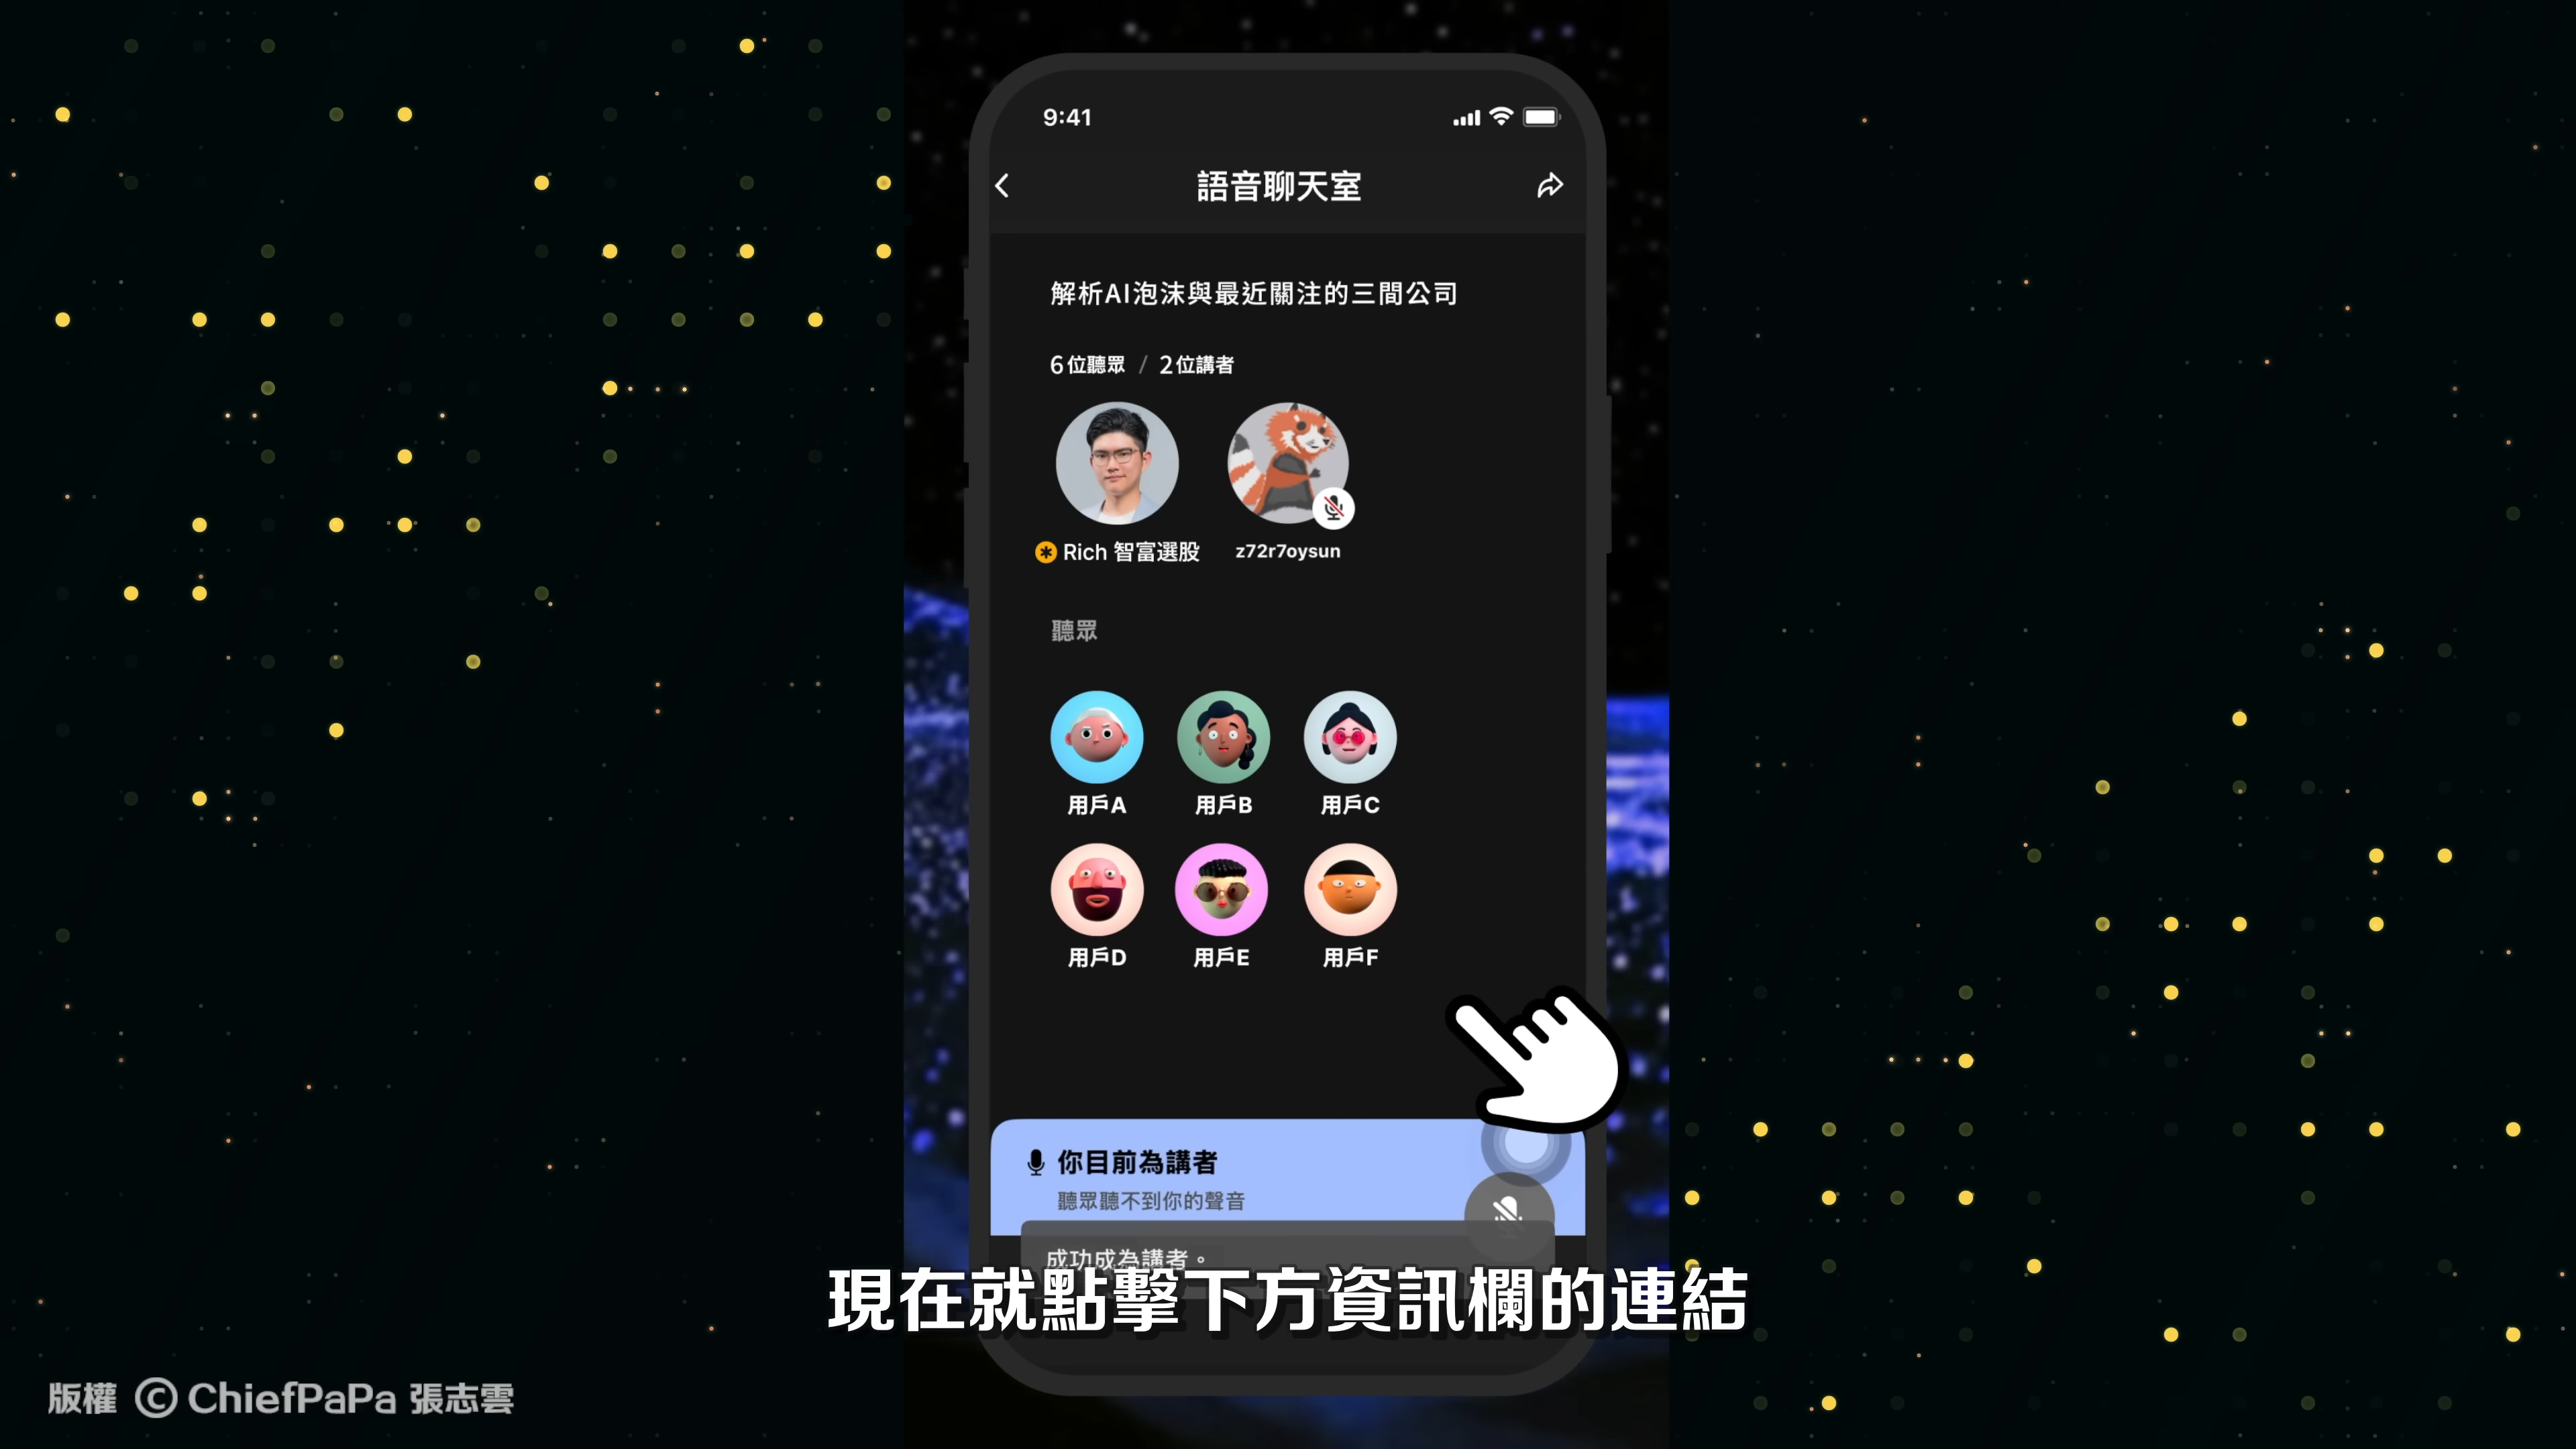 9:41
語音聊天室
解析AI泡沫與最近關注的三間公司
6位聽眾 / 2位講者
Rich 智富選股
z72r7oysun
聽眾
用戶A
用戶B
用戶C
用戶D
用戶E
用戶F
你目前為講者
聽眾聽不到你的聲音
成功成為講者。
現在就點擊下方資訊欄的連結
版權 © ChiefPaPa 張志雲